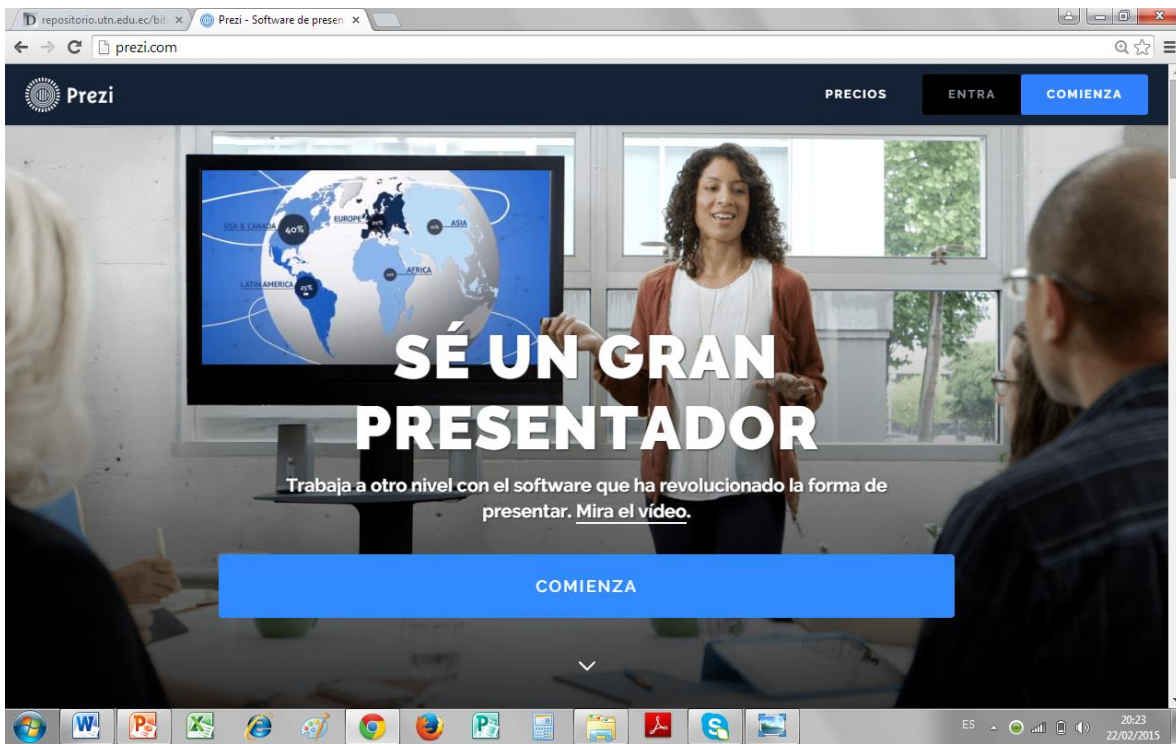 repositorio.utn.edu.ec/bit
Prezi - Software de presen
prezi.com
Prezi
PRECIOS
ENTRA
COMIENZA
USA & CANADA
40%
EUROPE
ASIA
AFRICA
LATIN AMERICA
25%
SÉ UN GRAN
PRESENTADOR
Trabaja a otro nivel con el software que ha revolucionado la forma de
presentar. Mira el vídeo.
COMIENZA
ES
20:23
22/02/2015